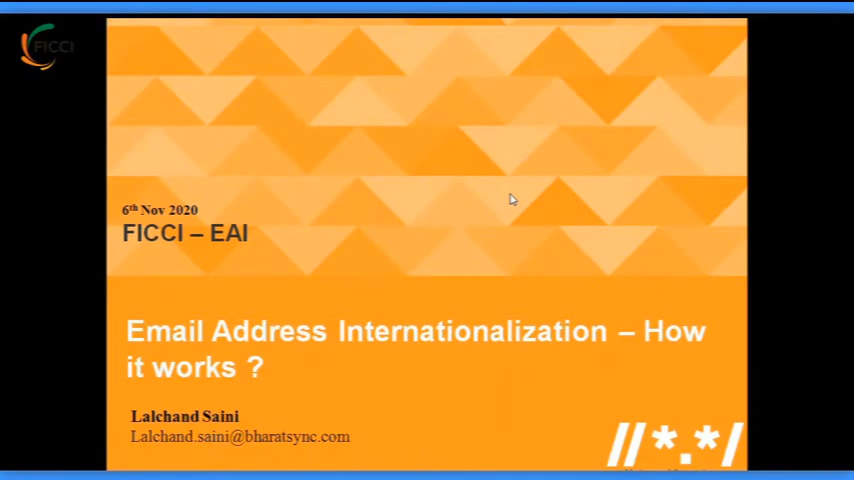 FICCI
6th Nov 2020
FICCI – EAI
Email Address Internationalization – How
it works ?
Lalchand Saini
Lalchand.saini@bharatsync.com
//*.*/